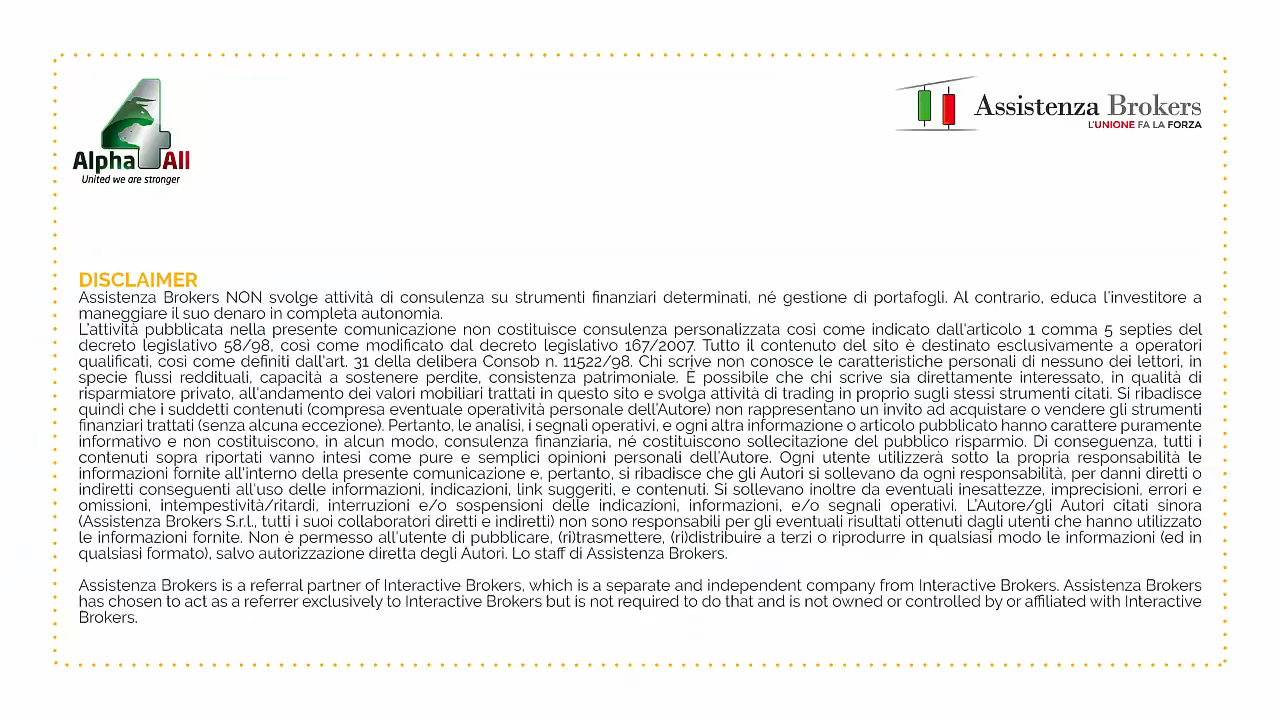 4
Alpha All
United we are stronger
Assistenza Brokers
L'UNIONE FA LA FORZA
DISCLAIMER
Assistenza Brokers NON svolge attività di consulenza su strumenti finanziari determinati, né gestione di portafogli. Al contrario, educa l'investitore a
maneggiare il suo denaro in completa autonomia.
L'attività pubblicata nella presente comunicazione non costituisce consulenza personalizzata così come indicato dall'articolo 1 comma 5 septies del
decreto legislativo 58/98, così come modificato dal decreto legislativo 167/2007. Tutto il contenuto del sito è destinato esclusivamente a operatori
qualificati, così come definiti dall'art. 31 della delibera Consob n. 11522/98. Chi scrive non conosce le caratteristiche personali di nessuno dei lettori, in
specie flussi reddituali, capacità a sostenere perdite, consistenza patrimoniale. È possibile che chi scrive sia direttamente interessato, in qualità di
risparmiatore privato, all'andamento dei valori mobiliari trattati in questo sito e svolga attività di trading in proprio sugli stessi strumenti citati. Si ribadisce
quindi che i suddetti contenuti (compresa eventuale operatività personale dell'Autore) non rappresentano un invito ad acquistare o vendere gli strumenti
finanziari trattati (senza alcuna eccezione). Pertanto, le analisi, i segnali operativi, e ogni altra informazione o articolo pubblicato hanno carattere puramente
informativo e non costituiscono, in alcun modo, consulenza finanziaria, né costituiscono sollecitazione del pubblico risparmio. Di conseguenza, tutti i
contenuti sopra riportati vanno intesi come pure e semplici opinioni personali dell'Autore. Ogni utente utilizzerà sotto la propria responsabilità le
informazioni fornite all'interno della presente comunicazione e, pertanto, si ribadisce che gli Autori si sollevano da ogni responsabilità, per danni diretti o
indiretti conseguenti all'uso delle informazioni, indicazioni, link suggeriti, e contenuti. Si sollevano inoltre da eventuali inesattezze, imprecisioni, errori e
omissioni, intempestività/ritardi, interruzioni e/o sospensioni delle indicazioni, informazioni, e/o segnali operativi. L'Autore/gli Autori citati sinora
(Assistenza Brokers S.r.l., tutti i suoi collaboratori diretti e indiretti) non sono responsabili per gli eventuali risultati ottenuti dagli utenti che hanno utilizzato
le informazioni fornite. Non è permesso all'utente di pubblicare, (ri)trasmettere, (ri)distribuire a terzi o riprodurre in qualsiasi modo le informazioni (ed in
qualsiasi formato), salvo autorizzazione diretta degli Autori. Lo staff di Assistenza Brokers.
Assistenza Brokers is a referral partner of Interactive Brokers, which is a separate and independent company from Interactive Brokers. Assistenza Brokers
has chosen to act as a referrer exclusively to Interactive Brokers but is not required to do that and is not owned or controlled by or affiliated with Interactive
Brokers.